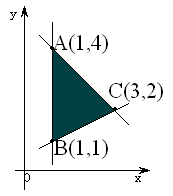 y
A(1,4)
C(3,2)
B(1,1)
0
x